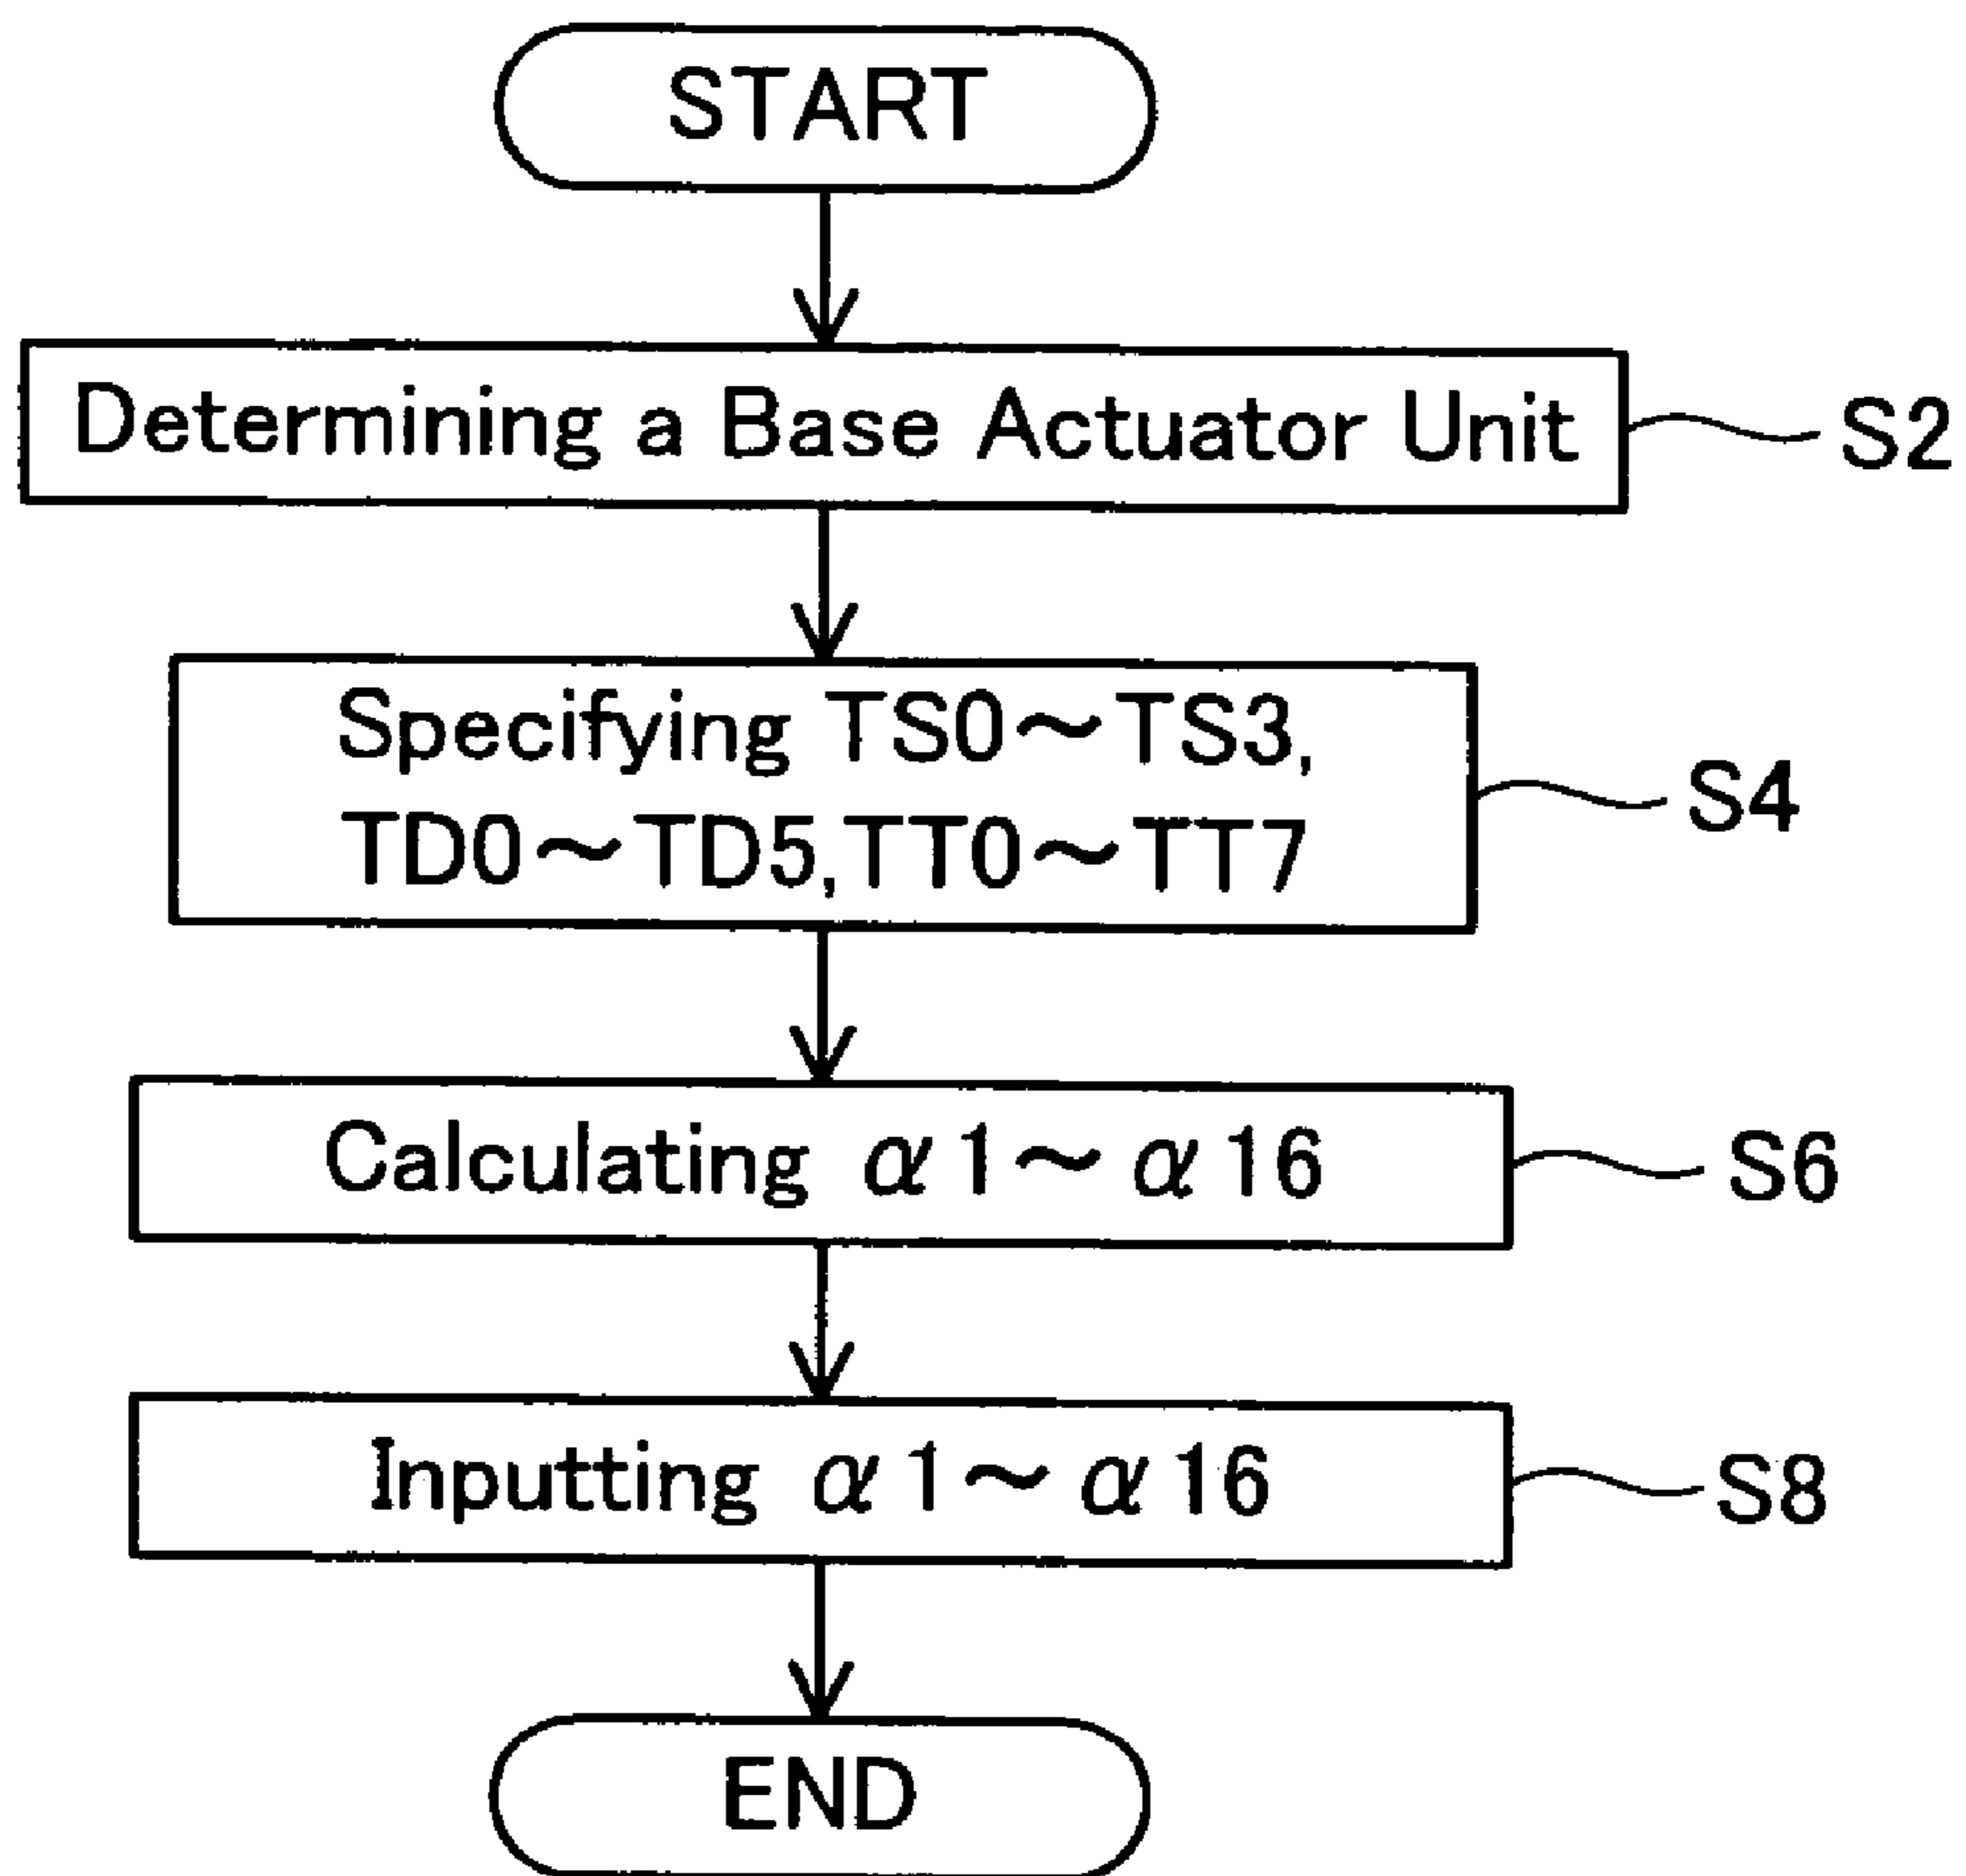 START
Determining a Base Actuator Unit
S2
Specifying TS0~TS3,
TD0~TD5,TT0~TT7
S4
Calculating α1~α16
S6
Inputting α1~α16
S8
END